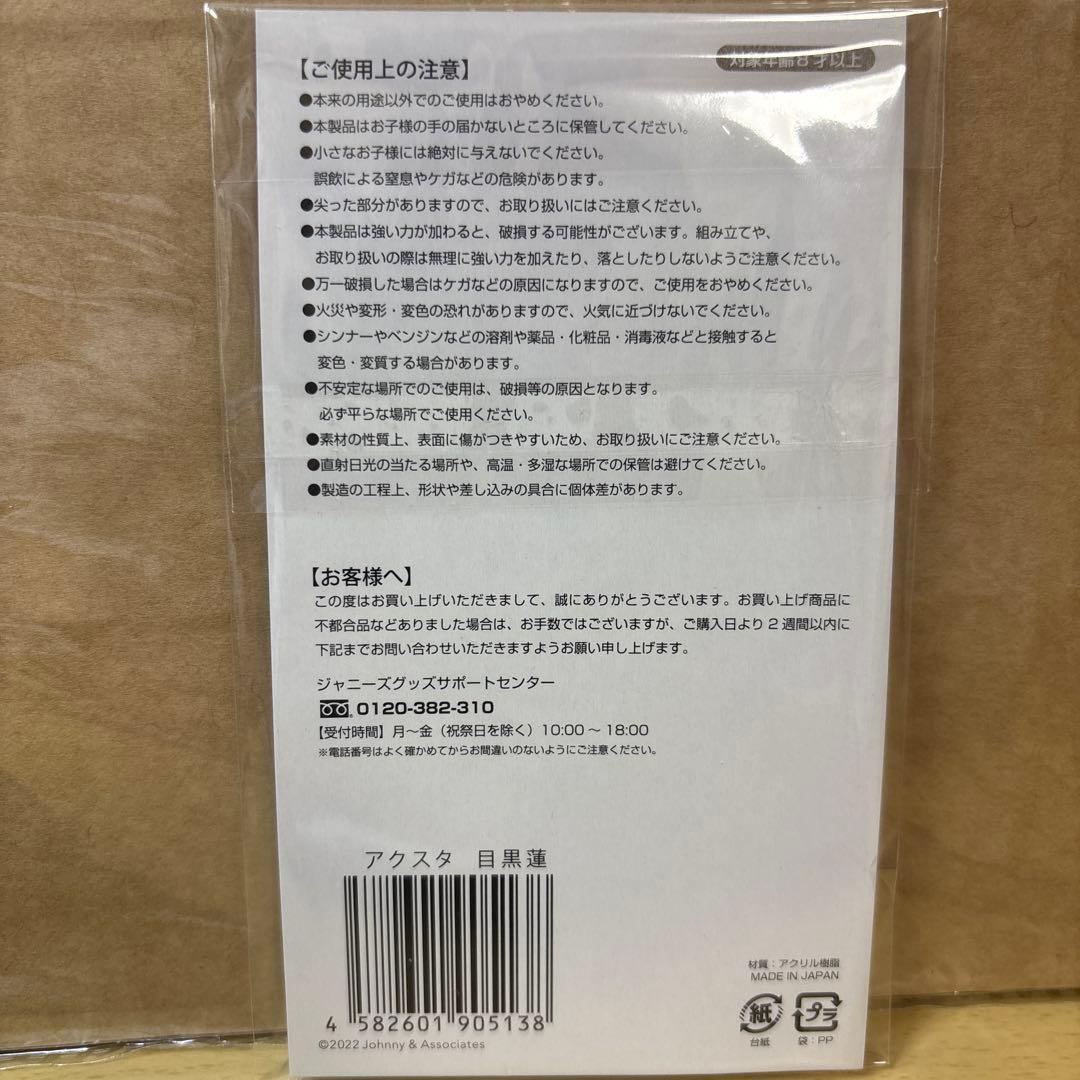 対象年齢8才以上
【ご使用上の注意】
●本来の用途以外でのご使用はおやめください。
●本製品はお子様の手の届かないところに保管してください。
●小さなお子様には絶対に与えないでください。
誤飲による窒息やケガなどの危険があります。
●尖った部分がありますので、お取り扱いにはご注意ください。
●本製品は強い力が加わると、破損する可能性がございます。組み立てや、
お取り扱いの際は無理に強い力を加えたり、落としたりしないようご注意ください。
●万一破損した場合はケガなどの原因になりますので、ご使用をおやめください。
●火災や変形・変色の恐れがありますので、火気に近づけないでください。
●シンナーやベンジンなどの溶剤や薬品・化粧品・消毒液などと接触すると
変色・変質する場合があります。
●不安定な場所でのご使用は、破損等の原因となります。
必ず平らな場所でご使用ください。
●素材の性質上、表面に傷がつきやすいため、お取り扱いにご注意ください。
●直射日光の当たる場所や、高温・多湿な場所での保管は避けてください。
●製造の工程上、形状や差し込みの具合に個体差があります。
【お客様へ】
この度はお買い上げいただきまして、誠にありがとうございます。お買い上げ商品に
不都合品などありました場合は、お手数ではございますが、ご購入日より2週間以内に
下記までお問い合わせいただきますようお願い申し上げます。
ジャニーズグッズサポートセンター
0120-382-310
【受付時間】月〜金（祝祭日を除く）10:00〜18:00
※電話番号はよく確かめてからお間違いのないようにご注意ください。
アクスタ 目黒蓮
4 582601 905138
©2022 Johnny & Associates
材質：アクリル樹脂
MADE IN JAPAN
紙 プラ
台紙 袋：PP